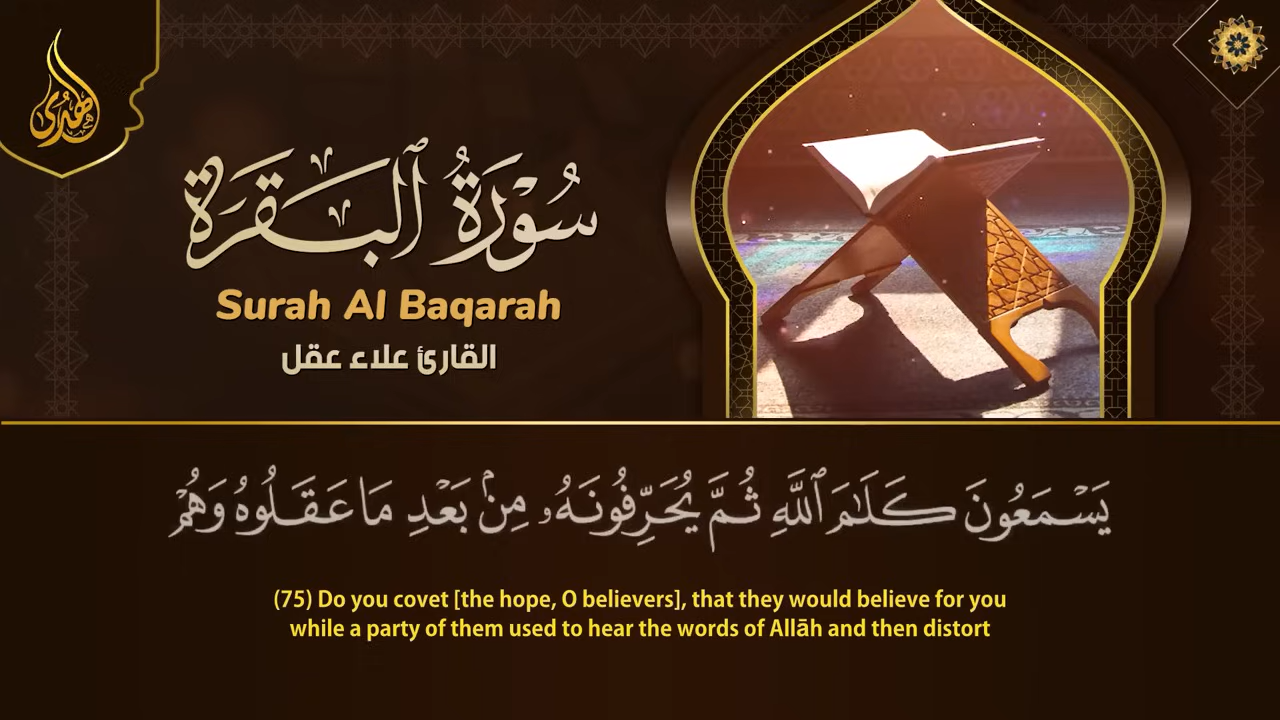 الهدى
سُورَةُ ٱلْبَقَرَة
Surah Al Baqarah
القارئ علاء عقل
يَسْمَعُونَ كَلَٰمَ ٱللَّهِ ثُمَّ يُحَرِّفُونَهُۥ مِنۢ بَعْدِ مَا عَقَلُوهُ وَهُمْ
(75) Do you covet [the hope, O believers], that they would believe for you
while a party of them used to hear the words of Allāh and then distort